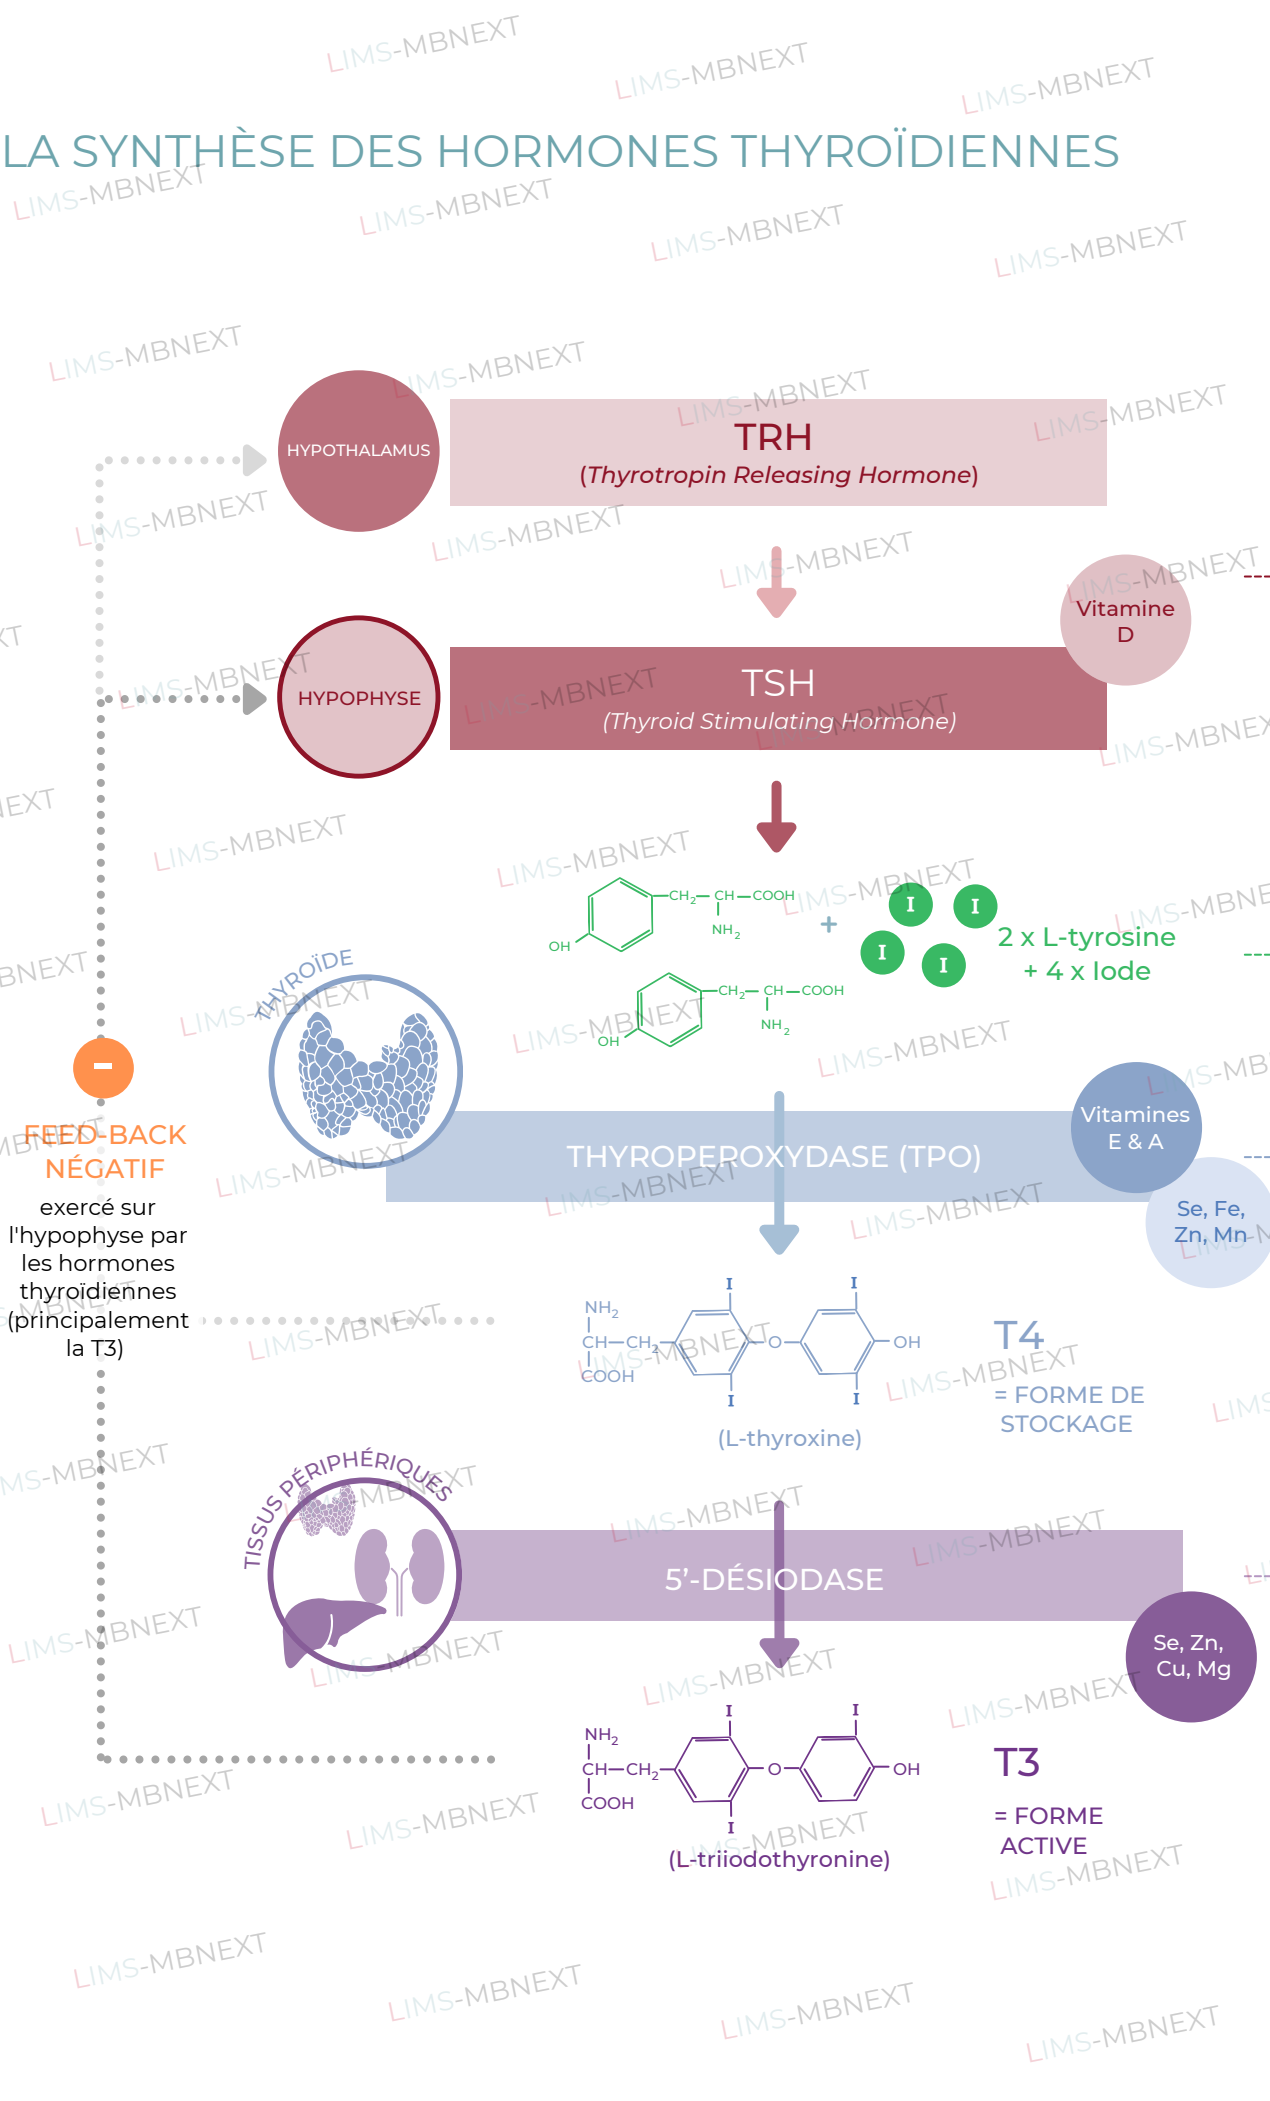 LA SYNTHÈSE DES HORMONES THYROÏDIENNES
HYPOTHALAMUS
TRH
(Thyrotropin Releasing Hormone)
Vitamine
D
HYPOPHYSE
TSH
(Thyroid Stimulating Hormone)
CH2 CH COOH
NH2
OH
+
I I I I
2 x L-tyrosine
+ 4 x Iode
CH2 CH COOH
NH2
OH
THYROÏDE
-
FEED-BACK
NÉGATIF
exercé sur
l'hypophyse par
les hormones
thyroïdiennes
(principalement
la T3)
THYROPEROXYDASE (TPO)
Vitamines
E & A
Se, Fe,
Zn, Mn
I I
NH2
CH CH2 O OH
COOH
I I
(L-thyroxine)
T4
= FORME DE
STOCKAGE
TISSUS PÉRIPHÉRIQUES
5’-DÉSIODASE
Se, Zn,
Cu, Mg
I I
NH2
CH CH2 O OH
COOH
I
(L-triiodothyronine)
T3
= FORME
ACTIVE
LIMS-MBNEXT